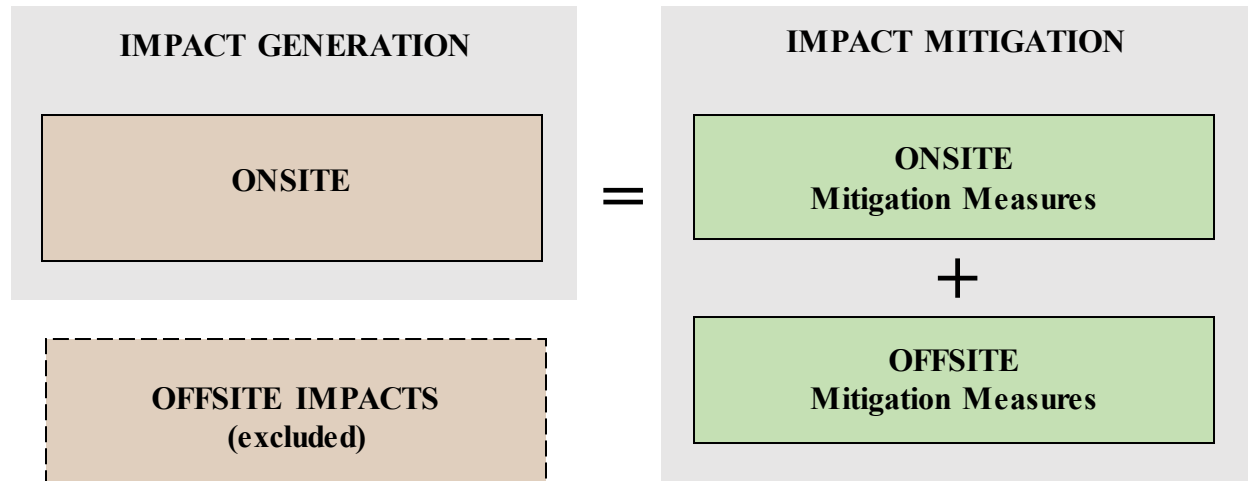 IMPACT GENERATION
ONSITE
OFFSITE IMPACTS
(excluded)
=
IMPACT MITIGATION
ONSITE
Mitigation Measures
+
OFFSITE
Mitigation Measures